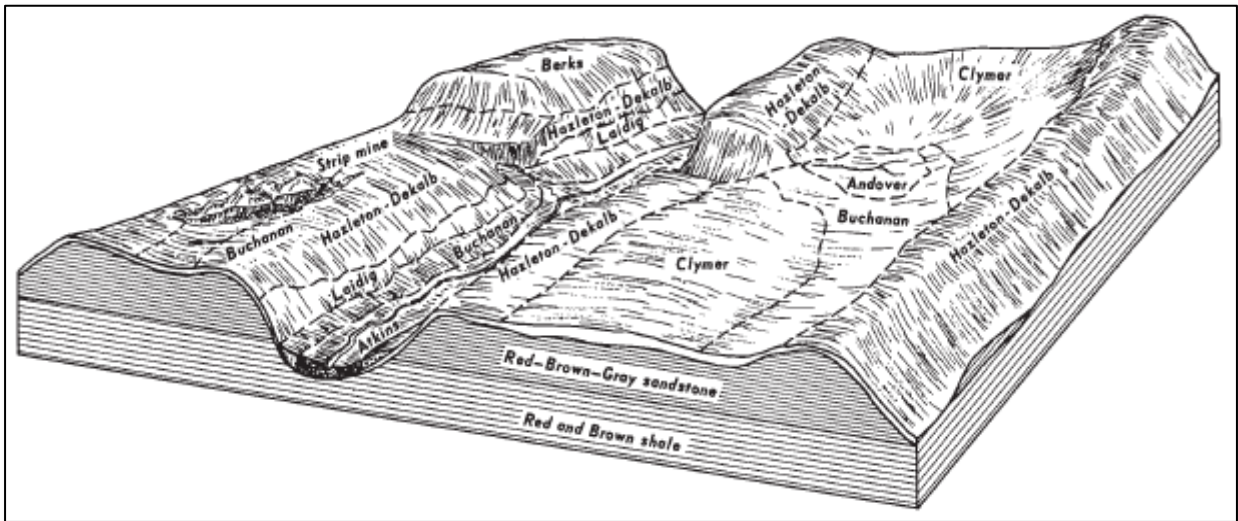 Berks
Clymer
Hazleton-
Dekalb
Hazleton-Dekalb
Laidig
Strip mine
Andover
Hazleton-Dekalb
Buchanan
Buchanan
Hazleton-Dekalb
Buchanan
Hazleton-Dekalb
Clymer
Laidig
Atkins
Red-Brown-Gray sandstone
Red and Brown shale